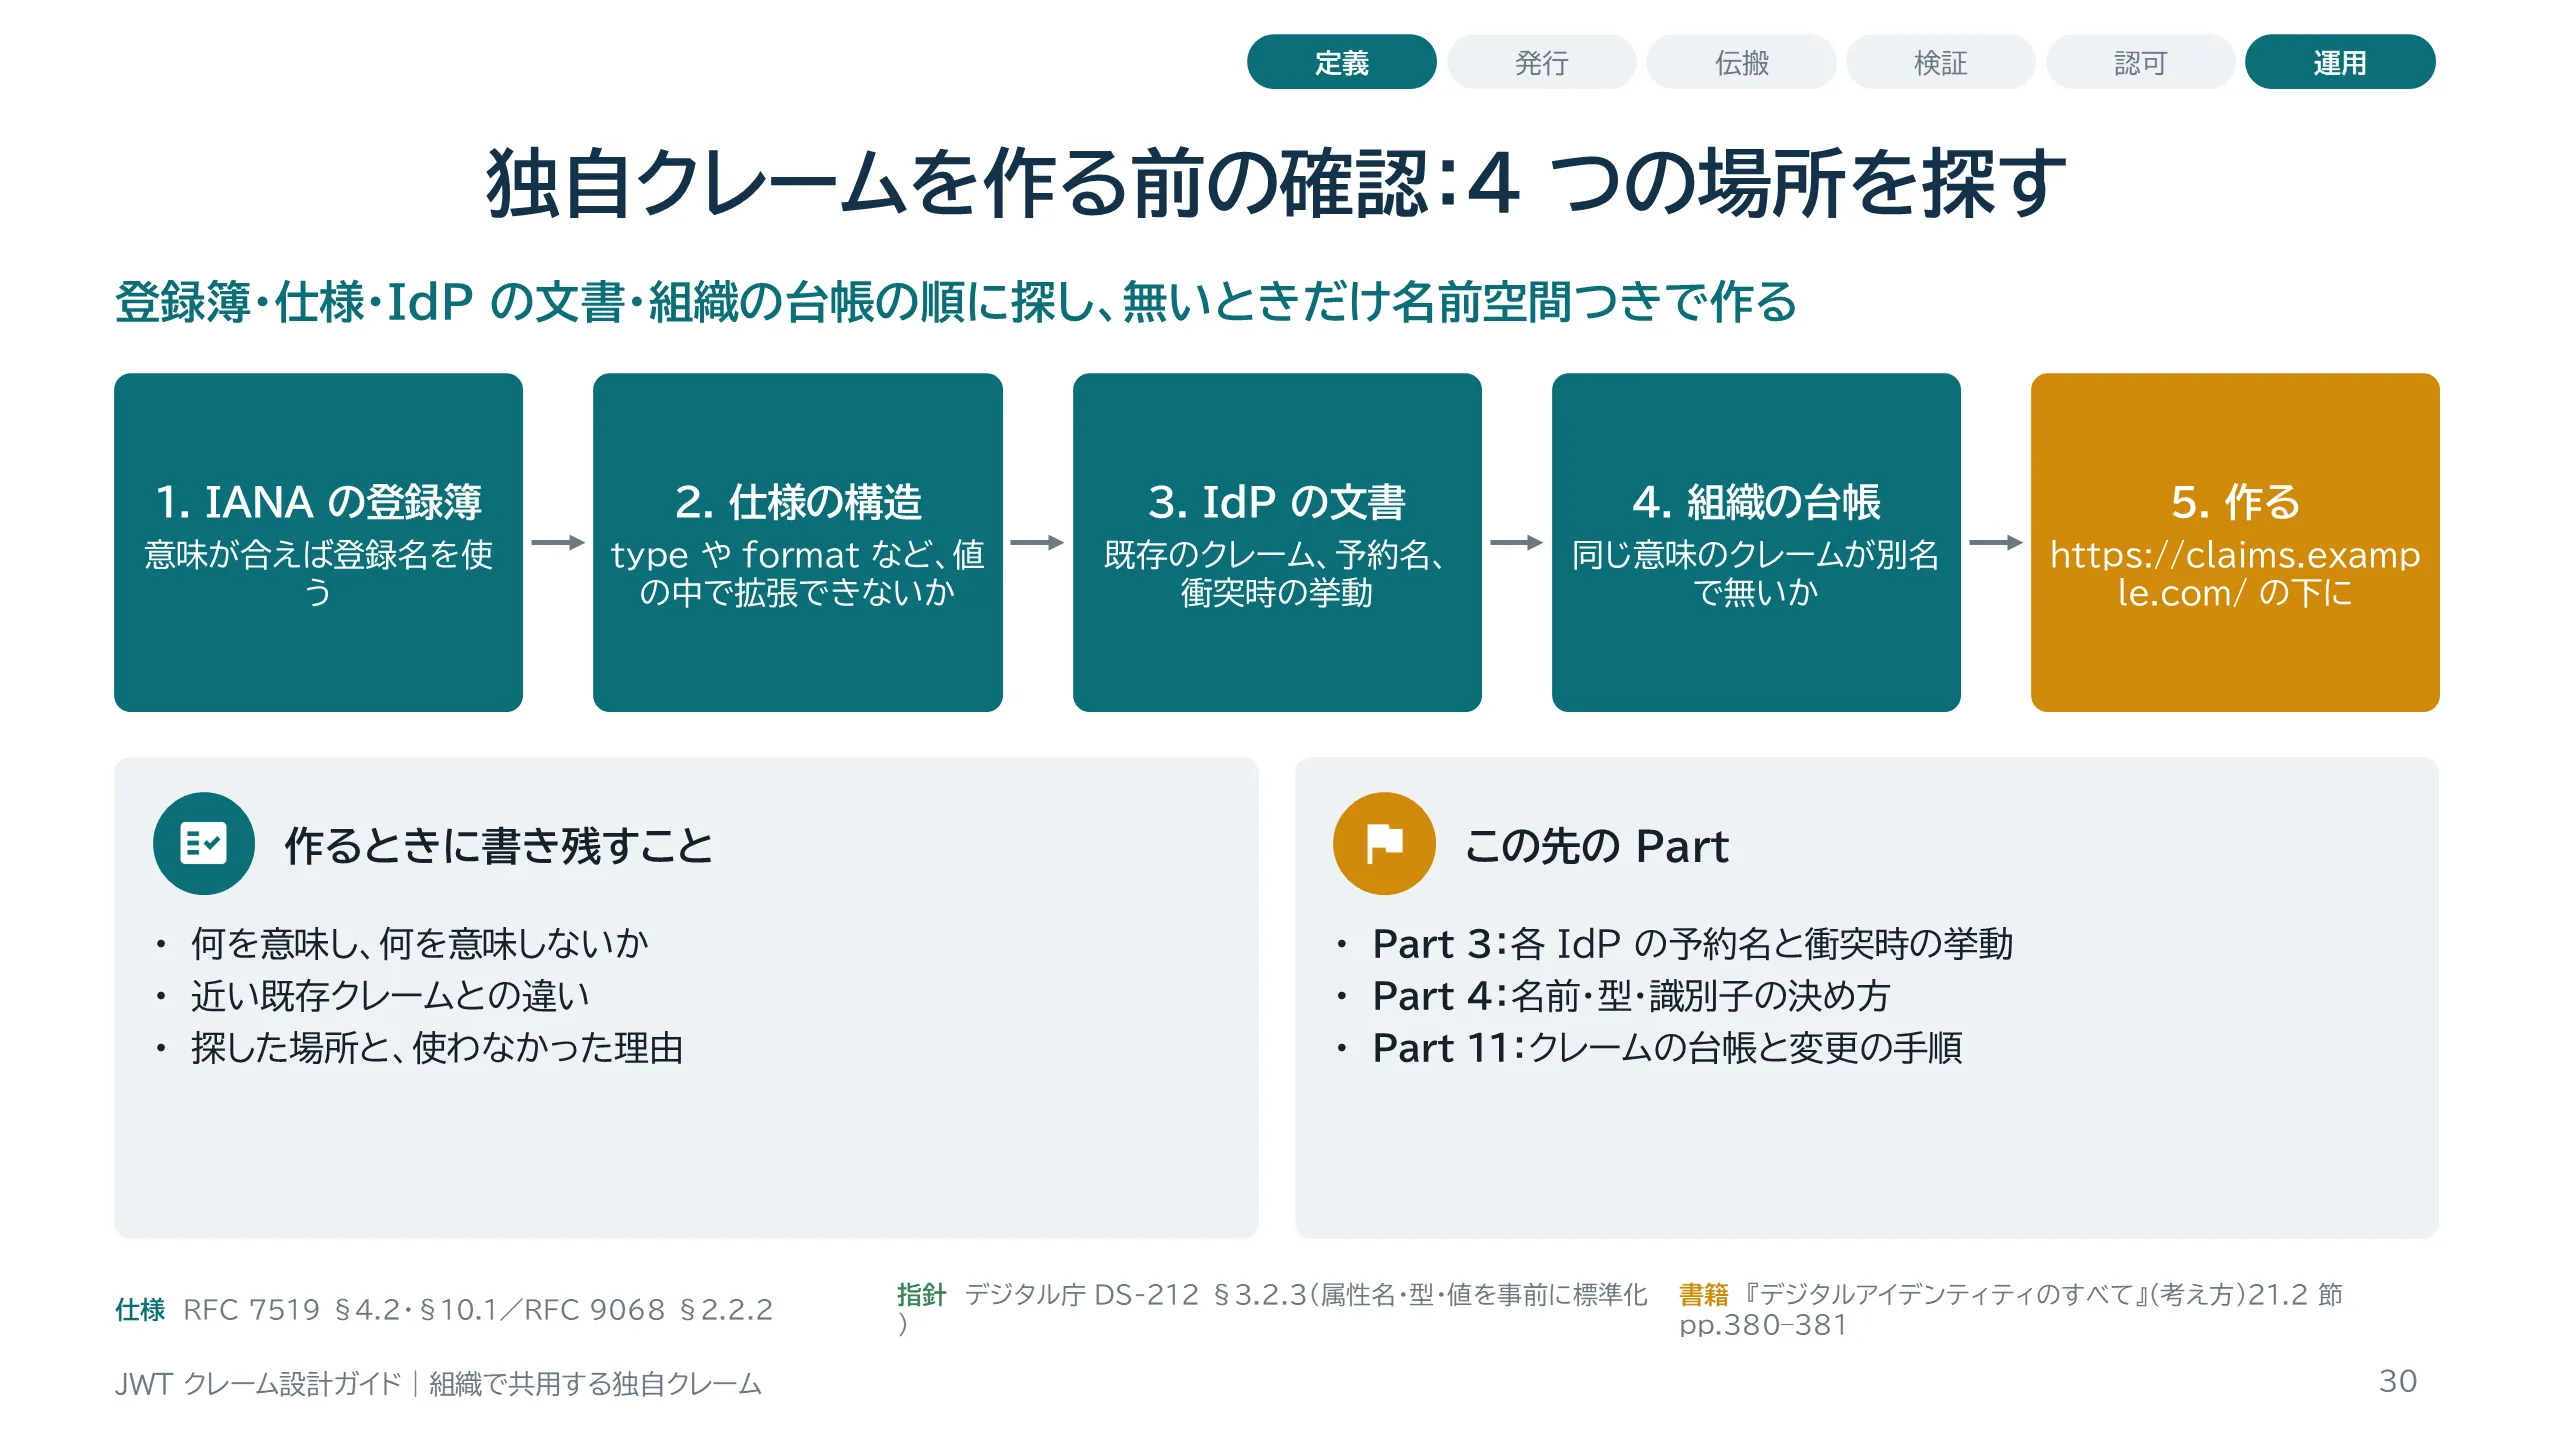 定義
発行
伝搬
検証
認可
運用
独自クレームを作る前の確認：4 つの場所を探す
登録簿・仕様・IdP の文書・組織の台帳の順に探し、無いときだけ名前空間つきで作る
1. IANA の登録簿
意味が合えば登録名を使
う
2. 仕様の構造
type や format など、値
の中で拡張できないか
3. IdP の文書
既存のクレーム、予約名、
衝突時の挙動
4. 組織の台帳
同じ意味のクレームが別名
で無いか
5. 作る
https://claims.examp
le.com/ の下に
作るときに書き残すこと
• 何を意味し、何を意味しないか
• 近い既存クレームとの違い
• 探した場所と、使わなかった理由
この先の Part
• Part 3：各 IdP の予約名と衝突時の挙動
• Part 4：名前・型・識別子の決め方
• Part 11：クレームの台帳と変更の手順
仕様 RFC 7519 §4.2・§10.1／RFC 9068 §2.2.2
指針 デジタル庁 DS-212 §3.2.3（属性名・型・値を事前に標準化
）
書籍 『デジタルアイデンティティのすべて』（考え方）21.2 節
pp.380–381
JWT クレーム設計ガイド｜組織で共用する独自クレーム
30